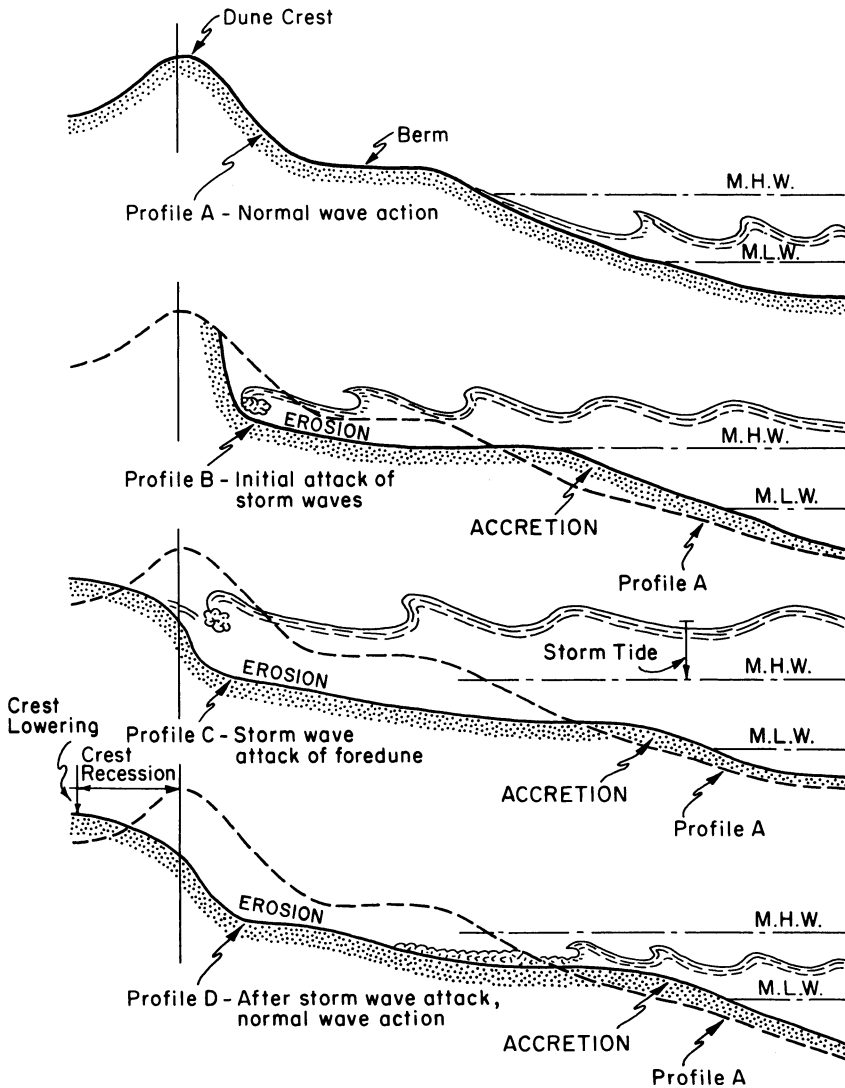 Dune Crest
Berm
M.H.W.
Profile A - Normal wave action
M.L.W.
EROSION
M.H.W.
Profile B - Initial attack of
storm waves
M.L.W.
ACCRETION
Profile A
Storm Tide
EROSION
M.H.W.
Crest
Lowering
Profile C - Storm wave
attack of foredune
M.L.W.
Crest
Recession
ACCRETION
Profile A
EROSION
M.H.W.
Profile D - After storm wave attack,
normal wave action
M.L.W.
ACCRETION
Profile A